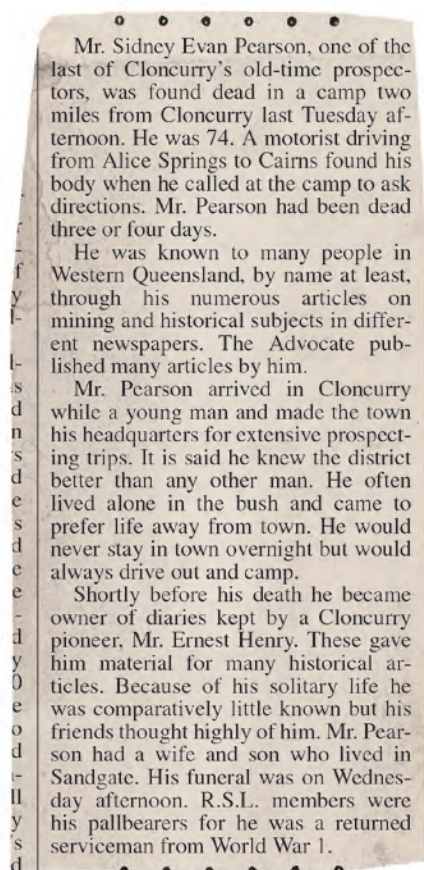 Mr. Sidney Evan Pearson, one of the
last of Cloncurry's old-time prospec-
tors, was found dead in a camp two
miles from Cloncurry last Tuesday af-
ternoon. He was 74. A motorist driving
from Alice Springs to Cairns found his
body when he called at the camp to ask
directions. Mr. Pearson had been dead
three or four days.
He was known to many people in
Western Queensland, by name at least,
through his numerous articles on
mining and historical subjects in differ-
ent newspapers. The Advocate pub-
lished many articles by him.
Mr. Pearson arrived in Cloncurry
while a young man and made the town
his headquarters for extensive prospect-
ing trips. It is said he knew the district
better than any other man. He often
lived alone in the bush and came to
prefer life away from town. He would
never stay in town overnight but would
always drive out and camp.
Shortly before his death he became
owner of diaries kept by a Cloncurry
pioneer, Mr. Ernest Henry. These gave
him material for many historical ar-
ticles. Because of his solitary life he
was comparatively little known but his
friends thought highly of him. Mr. Pear-
son had a wife and son who lived in
Sandgate. His funeral was on Wednes-
day afternoon. R.S.L. members were
his pallbearers for he was a returned
serviceman from World War 1.